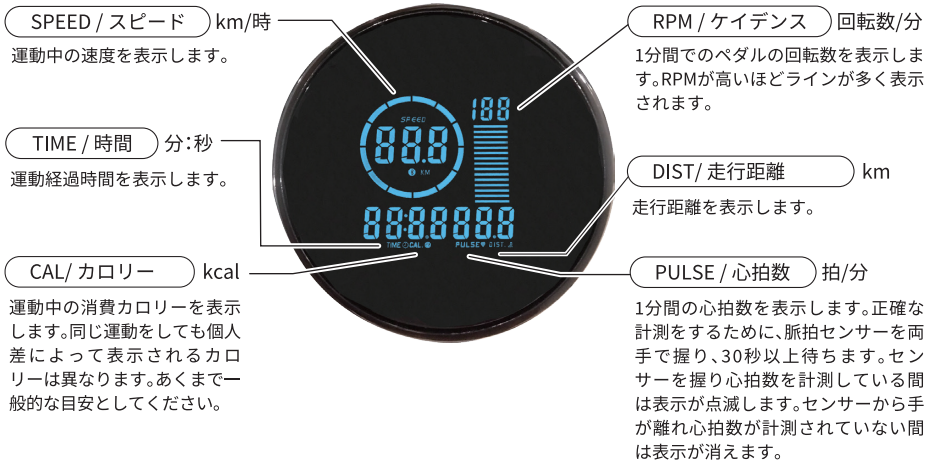 SPEED / スピード km/時
運動中の速度を表示します。
TIME / 時間 分:秒
運動経過時間を表示します。
CAL/ カロリー kcal
運動中の消費カロリーを表示
します。同じ運動をしても個人
差によって表示されるカロ
リーは異なります。あくまで一
般的な目安としてください。
SPEED
88.8
KM
188
88:8.8 88.8
TIME CAL. PULSE DIST.
RPM / ケイデンス 回転数/分
1分間でのペダルの回転数を表示しま
す。RPMが高いほどラインが多く表示
されます。
DIST/ 走行距離 km
走行距離を表示します。
PULSE / 心拍数 拍/分
1分間の心拍数を表示します。正確な
計測をするために、脈拍センサーを両
手で握り、30秒以上待ちます。セン
サーを握り心拍数を計測している間
は表示が点滅します。センサーから手
が離れ心拍数が計測されていない間
は表示が消えます。